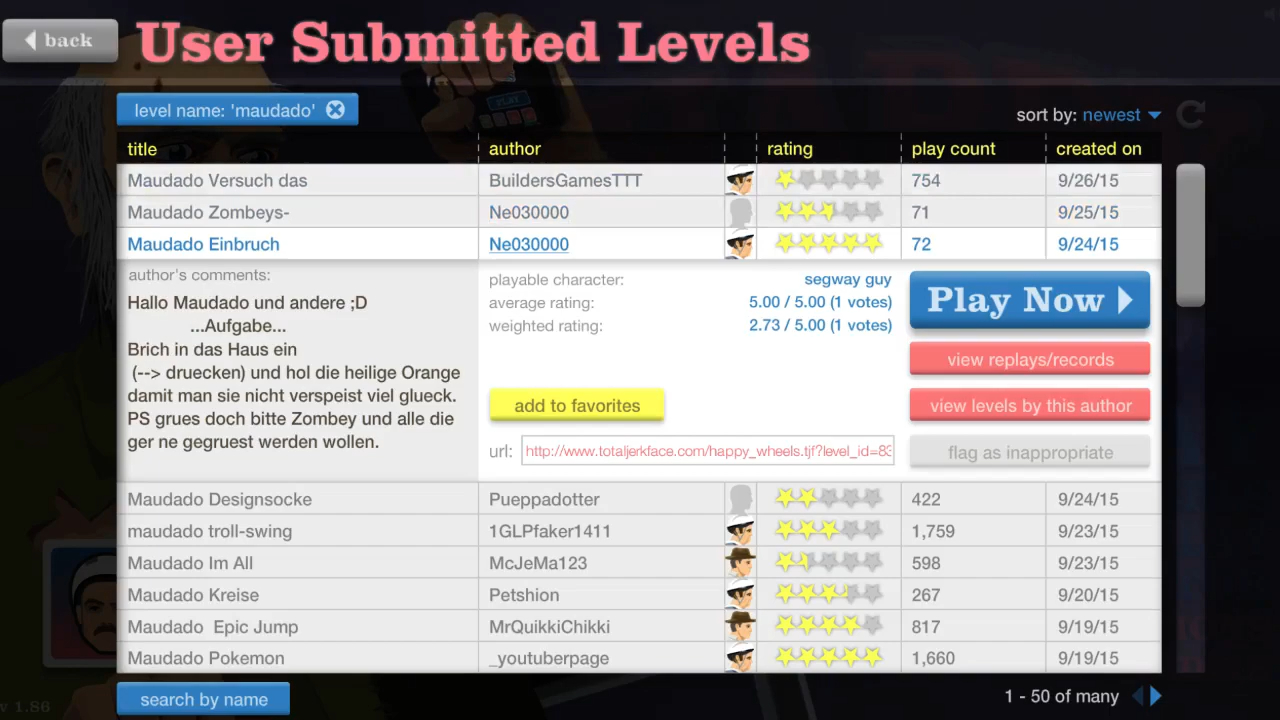 back
User Submitted Levels
level name: 'maudado'
sort by: newest
title author rating play count created on
Maudado Versuch das BuildersGamesTTT 754 9/26/15
Maudado Zombeys- Ne030000 71 9/25/15
Maudado Einbruch Ne030000 72 9/24/15
author's comments:
Hallo Maudado und andere ;D
...Aufgabe...
Brich in das Haus ein
(--> druecken) und hol die heilige Orange
damit man sie nicht verspeist viel glueck.
PS grues doch bitte Zombey und alle die
ger ne gegruest werden wollen.
playable character: segway guy
average rating: 5.00 / 5.00 (1 votes)
weighted rating: 2.73 / 5.00 (1 votes)
add to favorites
url: http://www.totaljerkface.com/happy_wheels.tjf?level_id=83
Play Now
view replays/records
view levels by this author
flag as inappropriate
Maudado Designsocke Pueppadotter 422 9/24/15
maudado troll-swing 1GLPfaker1411 1,759 9/23/15
Maudado Im All McJeMa123 598 9/23/15
Maudado Kreise Petshion 267 9/20/15
Maudado  Epic Jump MrQuikkiChikki 817 9/19/15
Maudado Pokemon _youtuberpage 1,660 9/19/15
search by name
1 - 50 of many
v 1.86